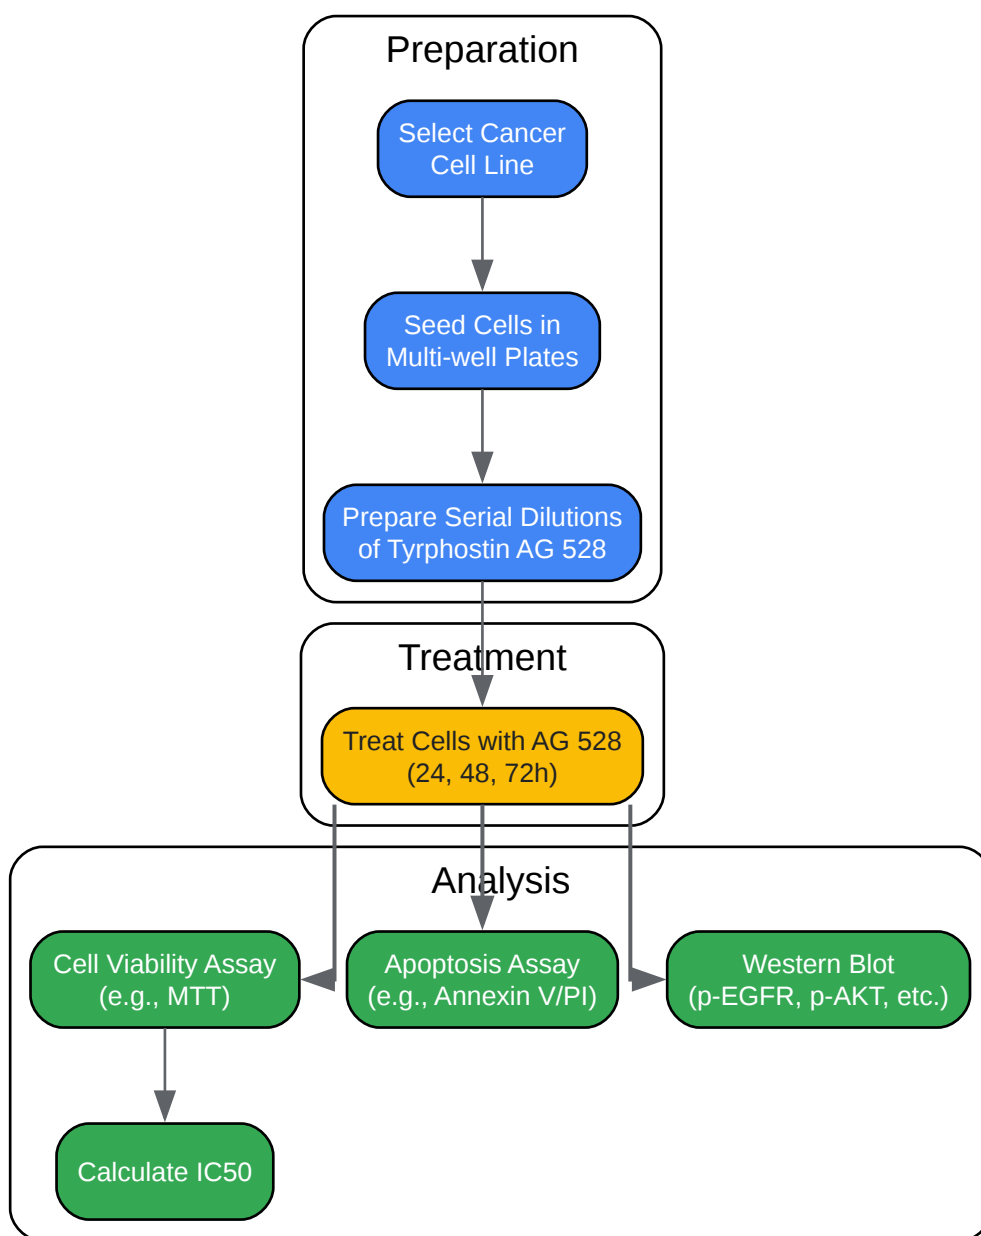 Preparation
Select Cancer
Cell Line
Seed Cells in
Multi-well Plates
Prepare Serial Dilutions
of Tyrphostin AG 528
Treatment
Treat Cells with AG 528
(24, 48, 72h)
Analysis
Cell Viability Assay
(e.g., MTT)
Apoptosis Assay
(e.g., Annexin V/PI)
Western Blot
(p-EGFR, p-AKT, etc.)
Calculate IC50